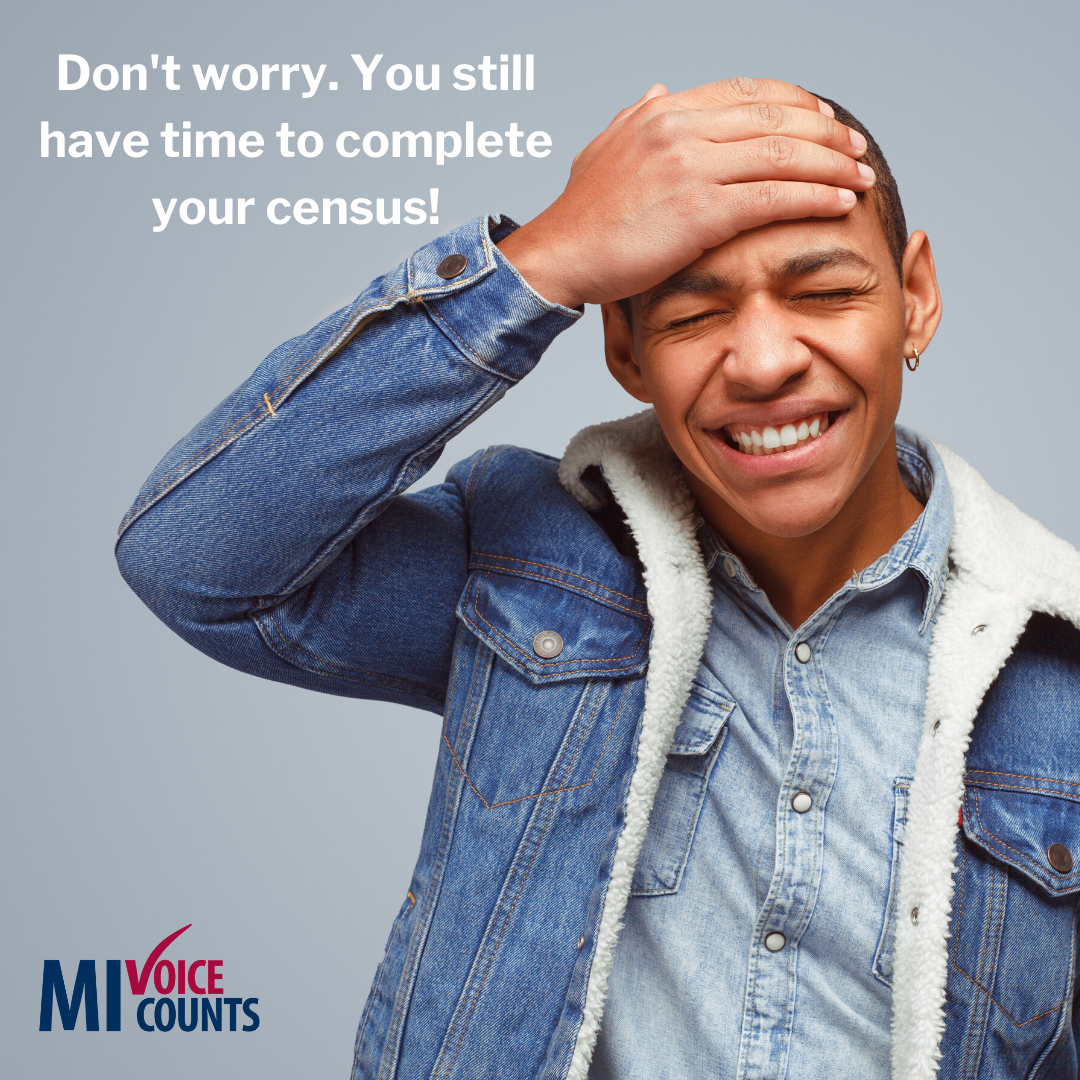 Don't worry. You still
have time to complete
your census!
MI VOICE
COUNTS